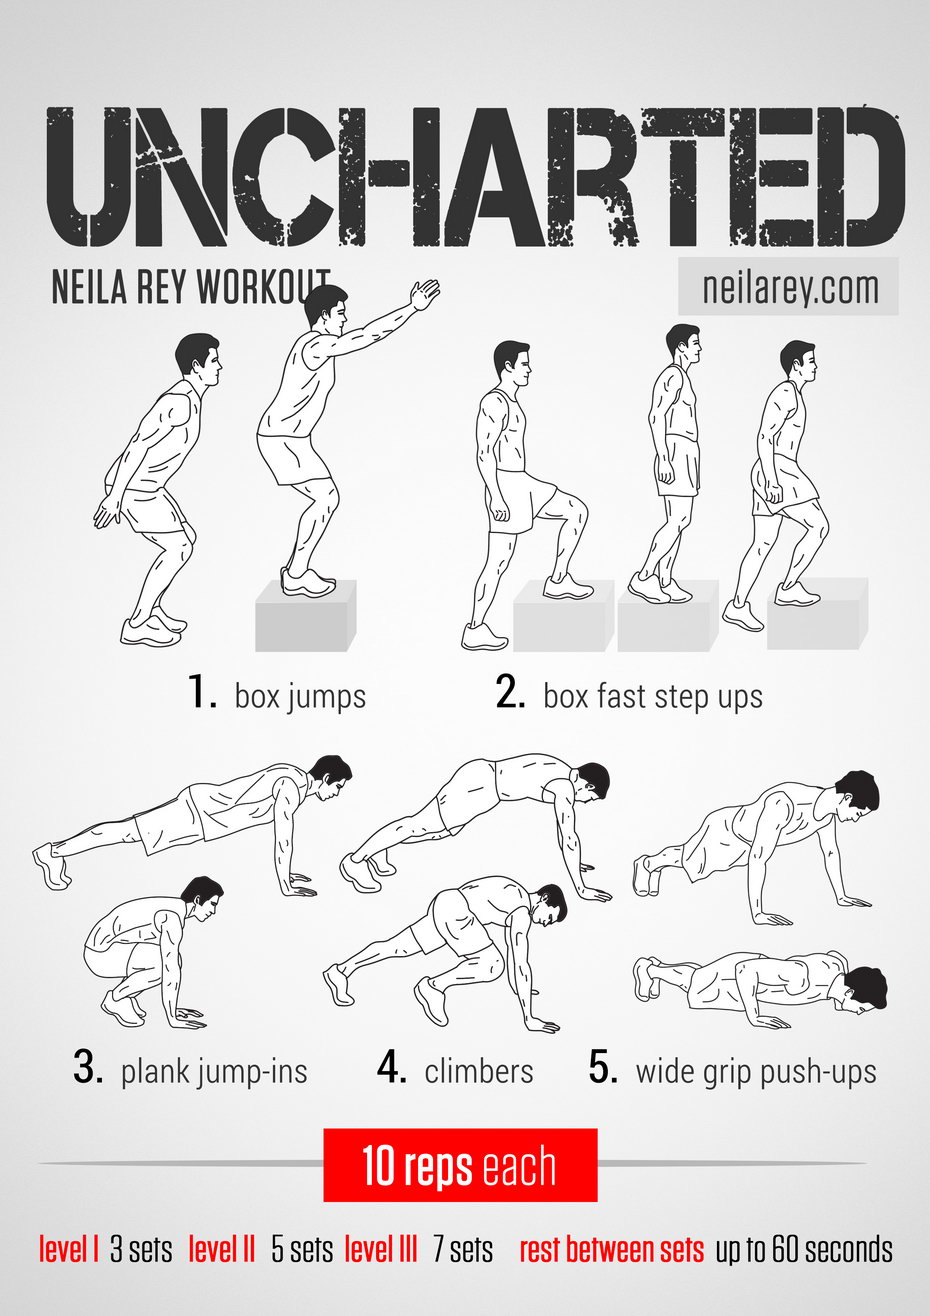 UNCHARTED
NEILA REY WORKOUT
neilarey.com
1. box jumps
2. box fast step ups
3. plank jump-ins
4. climbers
5. wide grip push-ups
10 reps each
level I 3 sets level II 5 sets level III 7 sets rest between sets up to 60 seconds